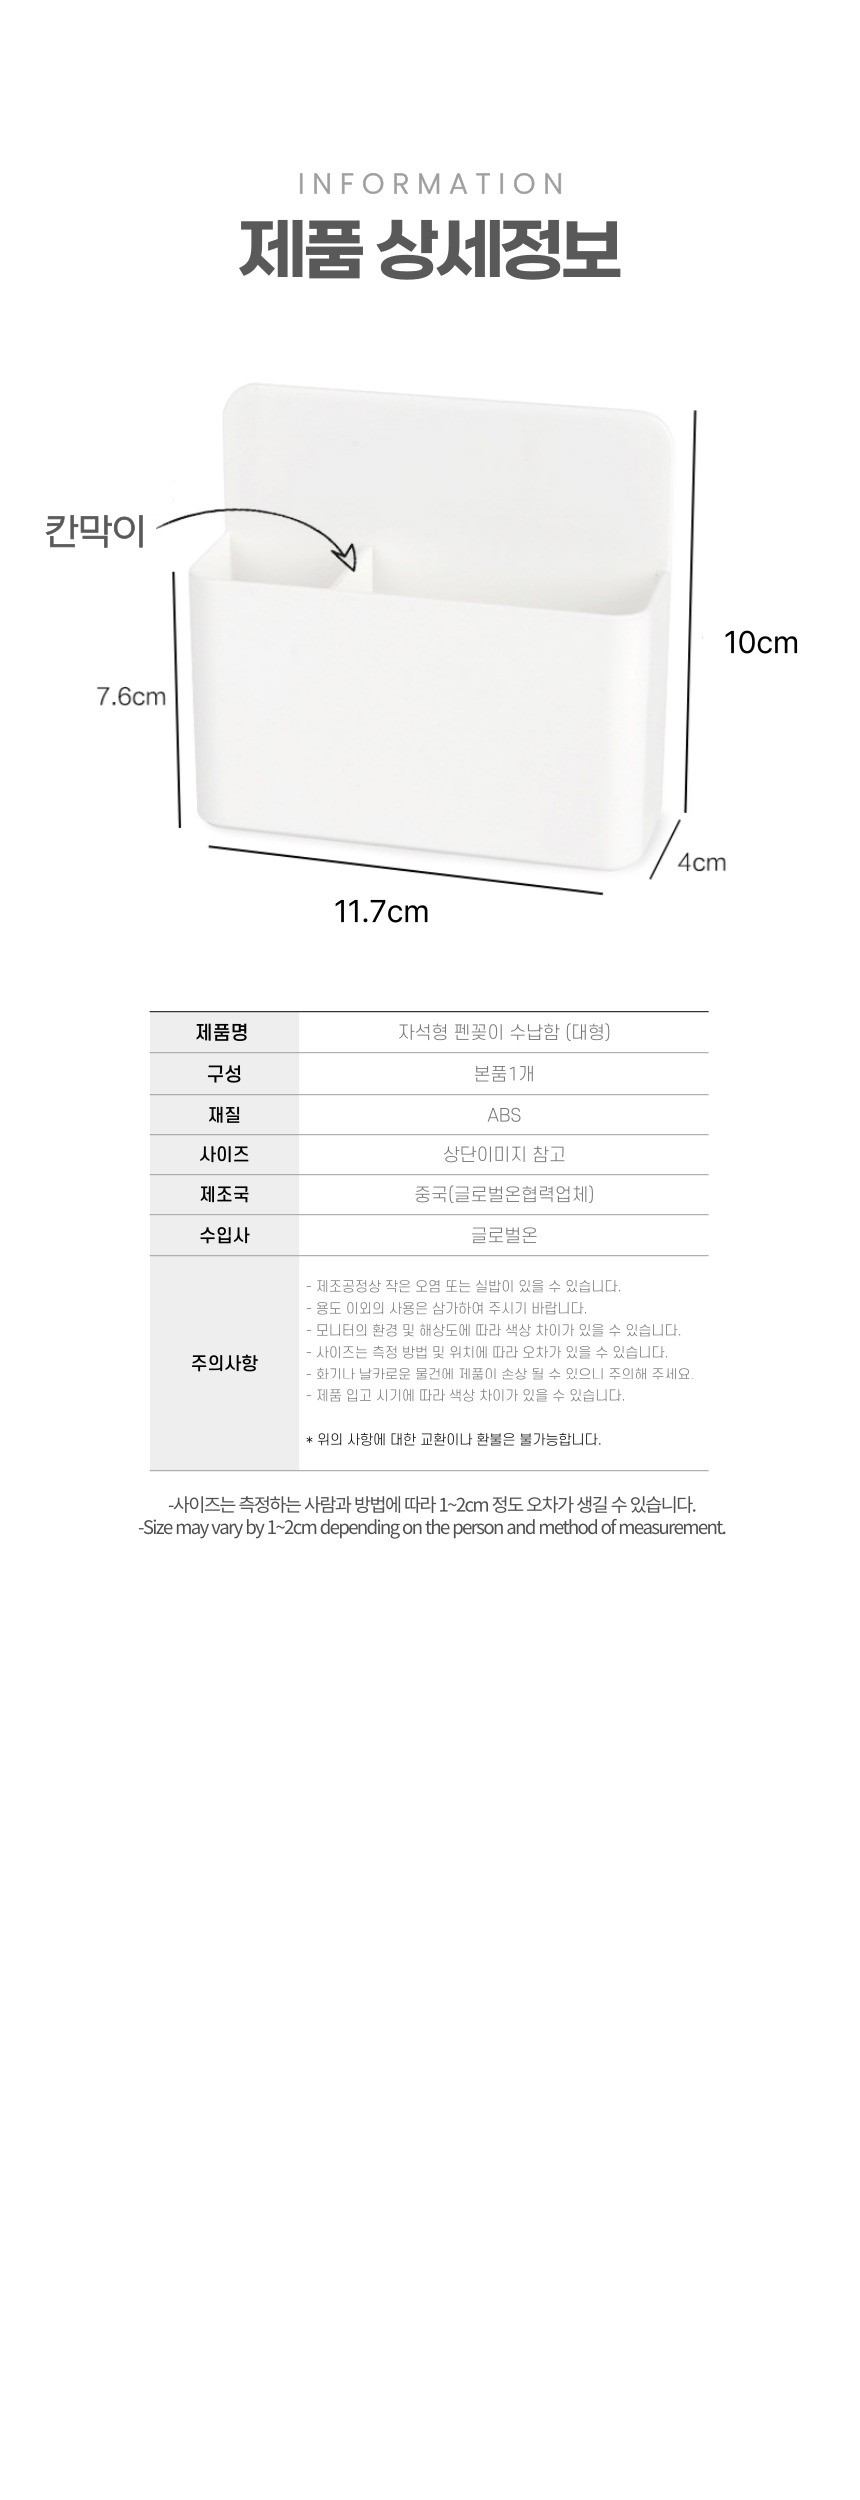 INFORMATION
제품 상세정보
칸막이
10cm
7.6cm
4cm
11.7cm
제품명 자석형 펜꽂이 수납함 (대형)
구성 본품1개
재질 ABS
사이즈 상단이미지 참고
제조국 중국(글로벌온협력업체)
수입사 글로벌온
주의사항
- 제조공정상 작은 오염 또는 실밥이 있을 수 있습니다.
- 용도 이외의 사용은 삼가하여 주시기 바랍니다.
- 모니터의 환경 및 해상도에 따라 색상 차이가 있을 수 있습니다.
- 사이즈는 측정 방법 및 위치에 따라 오차가 있을 수 있습니다.
- 화기나 날카로운 물건에 제품이 손상 될 수 있으니 주의해 주세요.
- 제품 입고 시기에 따라 색상 차이가 있을 수 있습니다.
* 위의 사항에 대한 교환이나 환불은 불가능합니다.
-사이즈는 측정하는 사람과 방법에 따라 1~2cm 정도 오차가 생길 수 있습니다.
-Size may vary by 1~2cm depending on the person and method of measurement.